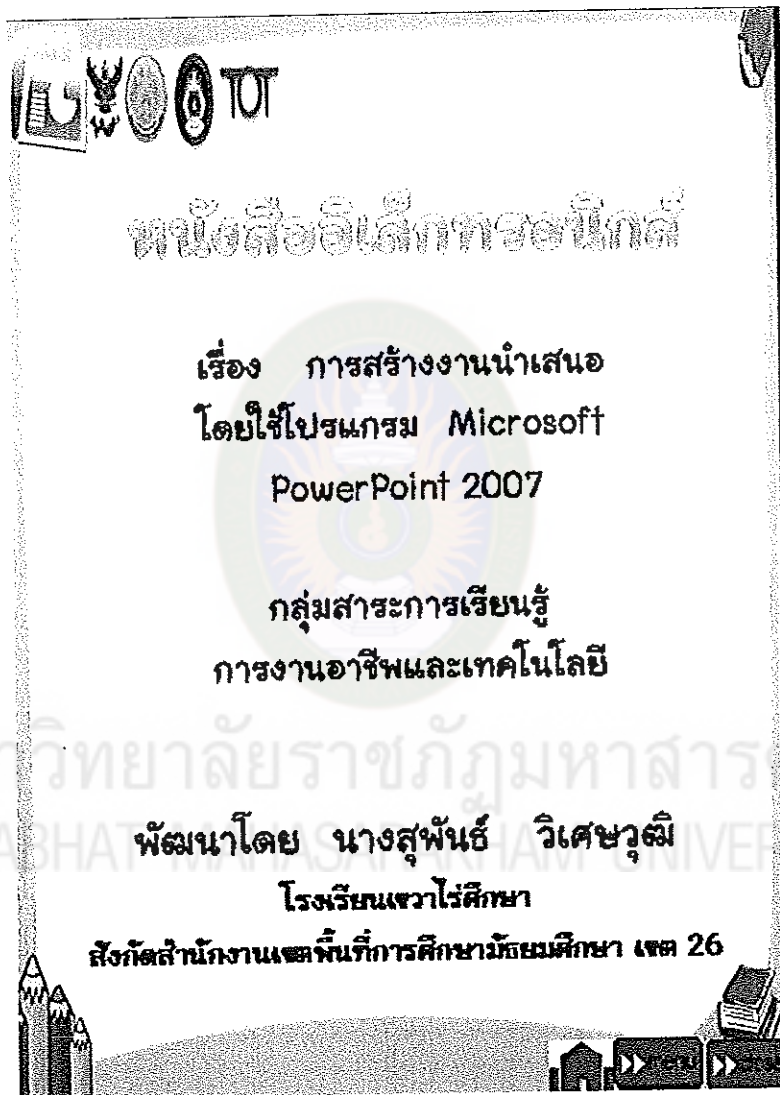 TOT
หนังสืออิเล็กทรอนิกส์
เรื่อง การสร้างงานนำเสนอ
โดยใช้โปรแกรม Microsoft
PowerPoint 2007
กลุ่มสาระการเรียนรู้
การงานอาชีพและเทคโนโลยี
วิทยาลัยราชภัฏมหาสาร
พัฒนาโดย นางสุพันธ์ วิเศษวุฒิ
โรงเรียนเขวาไร่ศึกษา
สังกัดสำนักงานเขตพื้นที่การศึกษามัธยมศึกษา เขต 26
menu